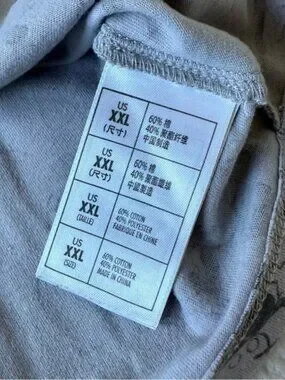 US
XXL
(尺寸)
60% 棉
40% 聚酯纤维
中国制造
US
XXL
(尺寸)
60% 棉
40% 聚酯纖維
中國製造
US
XXL
(TAILLE)
60% COTON
40% POLYESTER
FABRIQUÉ EN CHINE
US
XXL
(SIZE)
60% COTTON
40% POLYESTER
MADE IN CHINA